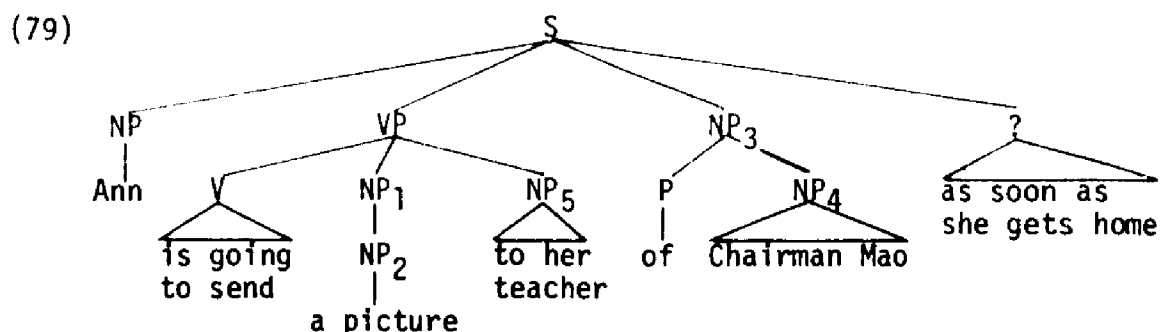 (79)
S
NP VP NP3 ?
Ann V NP1 NP5 P NP4 as soon as
she gets home
is going NP2 to her of Chairman Mao
to send teacher
a picture